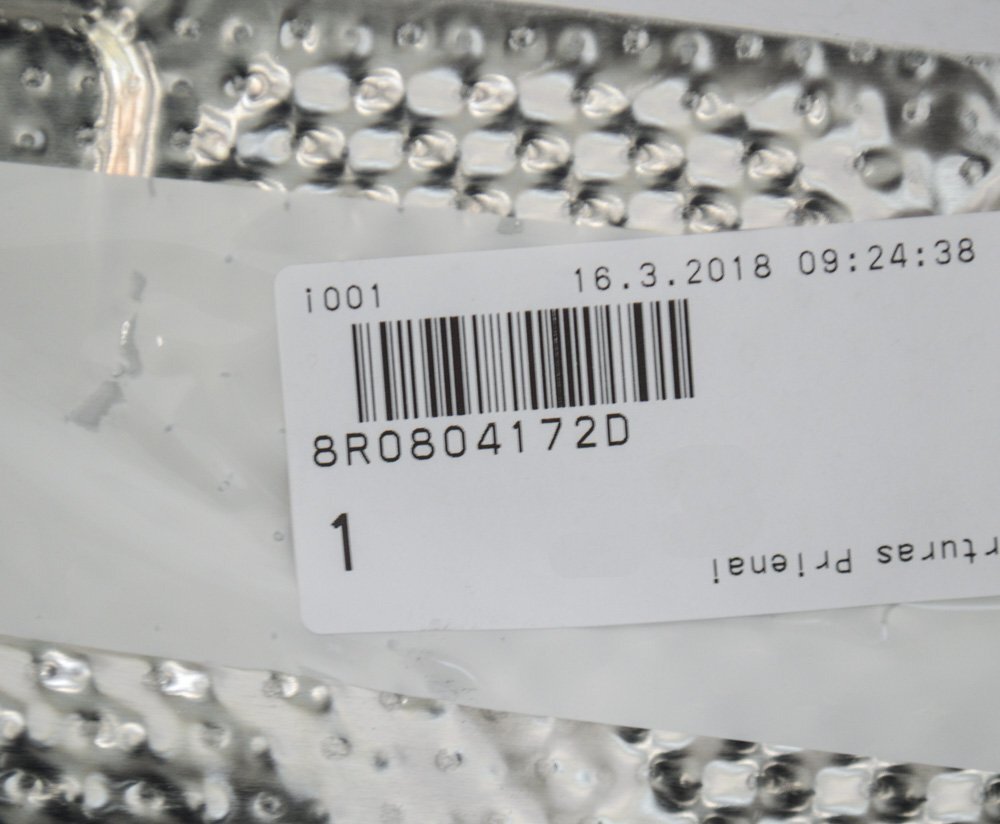 i001
16.3.2018 09:24:38
8R0804172D
1
rturas Prienai